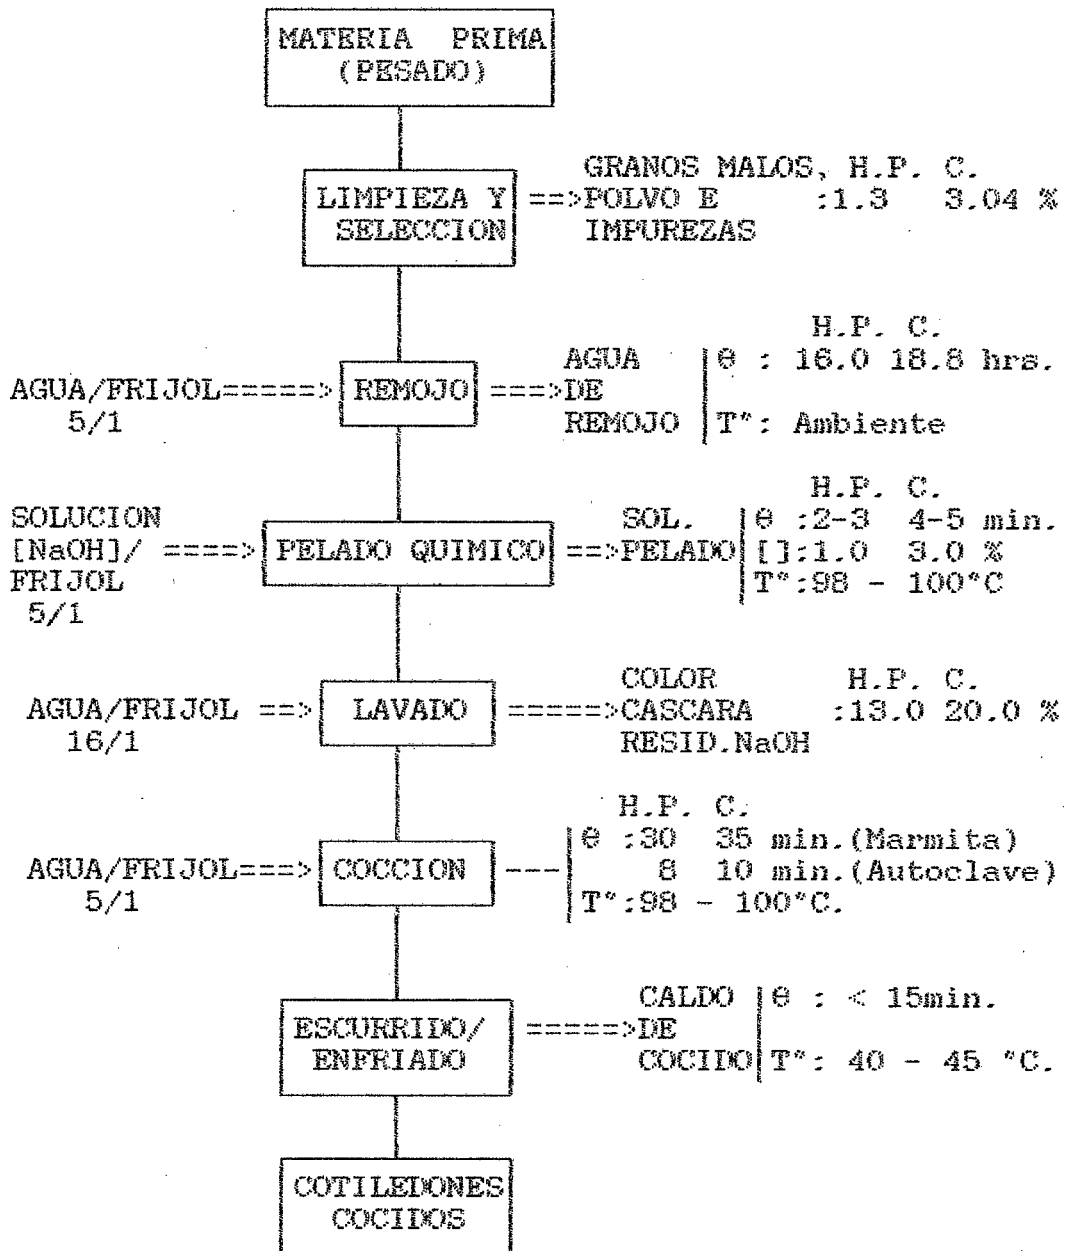 MATERIA PRIMA
(PESADO)
GRANOS MALOS, H.P. C.
LIMPIEZA Y ==>POLVO E :1.3 3.04 %
SELECCION IMPUREZAS
H.P. C.
AGUA θ : 16.0 18.8 hrs.
AGUA/FRIJOL=====> REMOJO ===>DE
5/1 REMOJO T°: Ambiente
H.P. C.
SOLUCION SOL. θ :2-3 4-5 min.
[NaOH]/ ====> PELADO QUIMICO ==>PELADO []:1.0 3.0 %
FRIJOL T°:98 - 100°C
5/1
COLOR H.P. C.
AGUA/FRIJOL ==> LAVADO =====>CASCARA :13.0 20.0 %
16/1 RESID.NaOH
H.P. C.
θ :30 35 min.(Marmita)
AGUA/FRIJOL===> COCCION --- 8 10 min.(Autoclave)
5/1 T°:98 - 100°C.
CALDO θ : < 15min.
ESCURRIDO/ =====>DE
ENFRIADO COCIDO T°: 40 - 45 °C.
COTILEDONES
COCIDOS